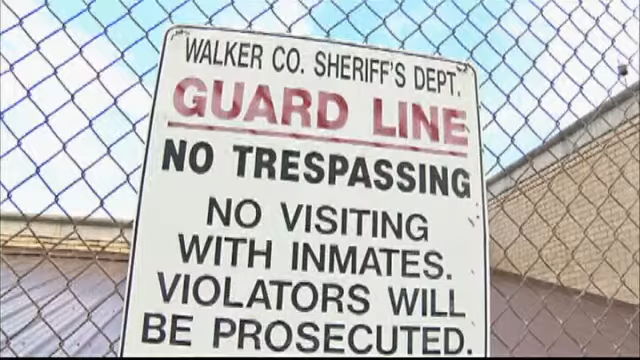 WALKER CO. SHERIFF'S DEPT.
GUARD LINE
NO TRESPASSING
NO VISITING
WITH INMATES.
VIOLATORS WILL
BE PROSECUTED.